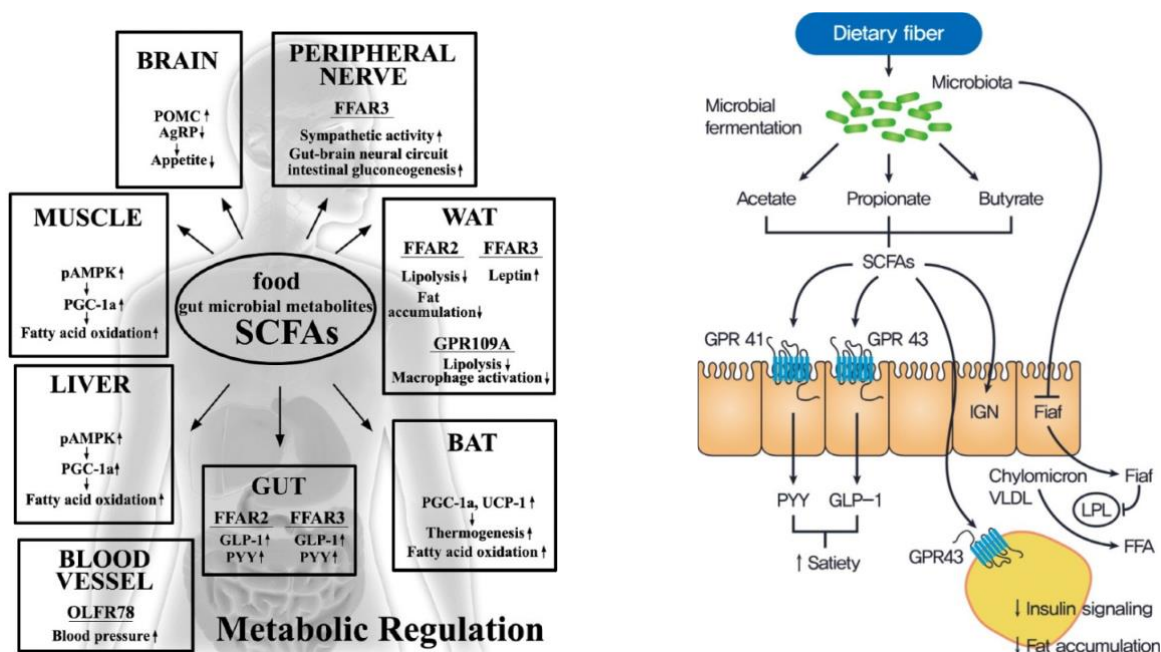 BRAIN
POMC↑
AgRP↓
↓
Appetite↓
PERIPHERAL
NERVE
FFAR3
Sympathetic activity↑
Gut-brain neural circuit
intestinal gluconeogenesis↑
MUSCLE
pAMPK↑
↓
PGC-1a↑
↓
Fatty acid oxidation↑
food
gut microbial metabolites
SCFAs
WAT
FFAR2 FFAR3
Lipolysis↓ Leptin↑
Fat
accumulation↓
GPR109A
Lipolysis↓
Macrophage activation↓
LIVER
pAMPK↑
↓
PGC-1a↑
↓
Fatty acid oxidation↑
GUT
FFAR2 FFAR3
GLP-1↑ GLP-1↑
PYY↑ PYY↑
BAT
PGC-1a, UCP-1↑
↓
Thermogenesis↑
Fatty acid oxidation↑
BLOOD
VESSEL
OLFR78
Blood pressure↑
Metabolic Regulation
Dietary fiber
Microbiota
Microbial
fermentation
Acetate Propionate Butyrate
SCFAs
GPR 41 GPR 43
IGN Fiaf
PYY GLP-1
↑ Satiety
Chylomicron
VLDL
Fiaf
LPL
FFA
GPR43
↓ Insulin signaling
↓ Fat accumulation